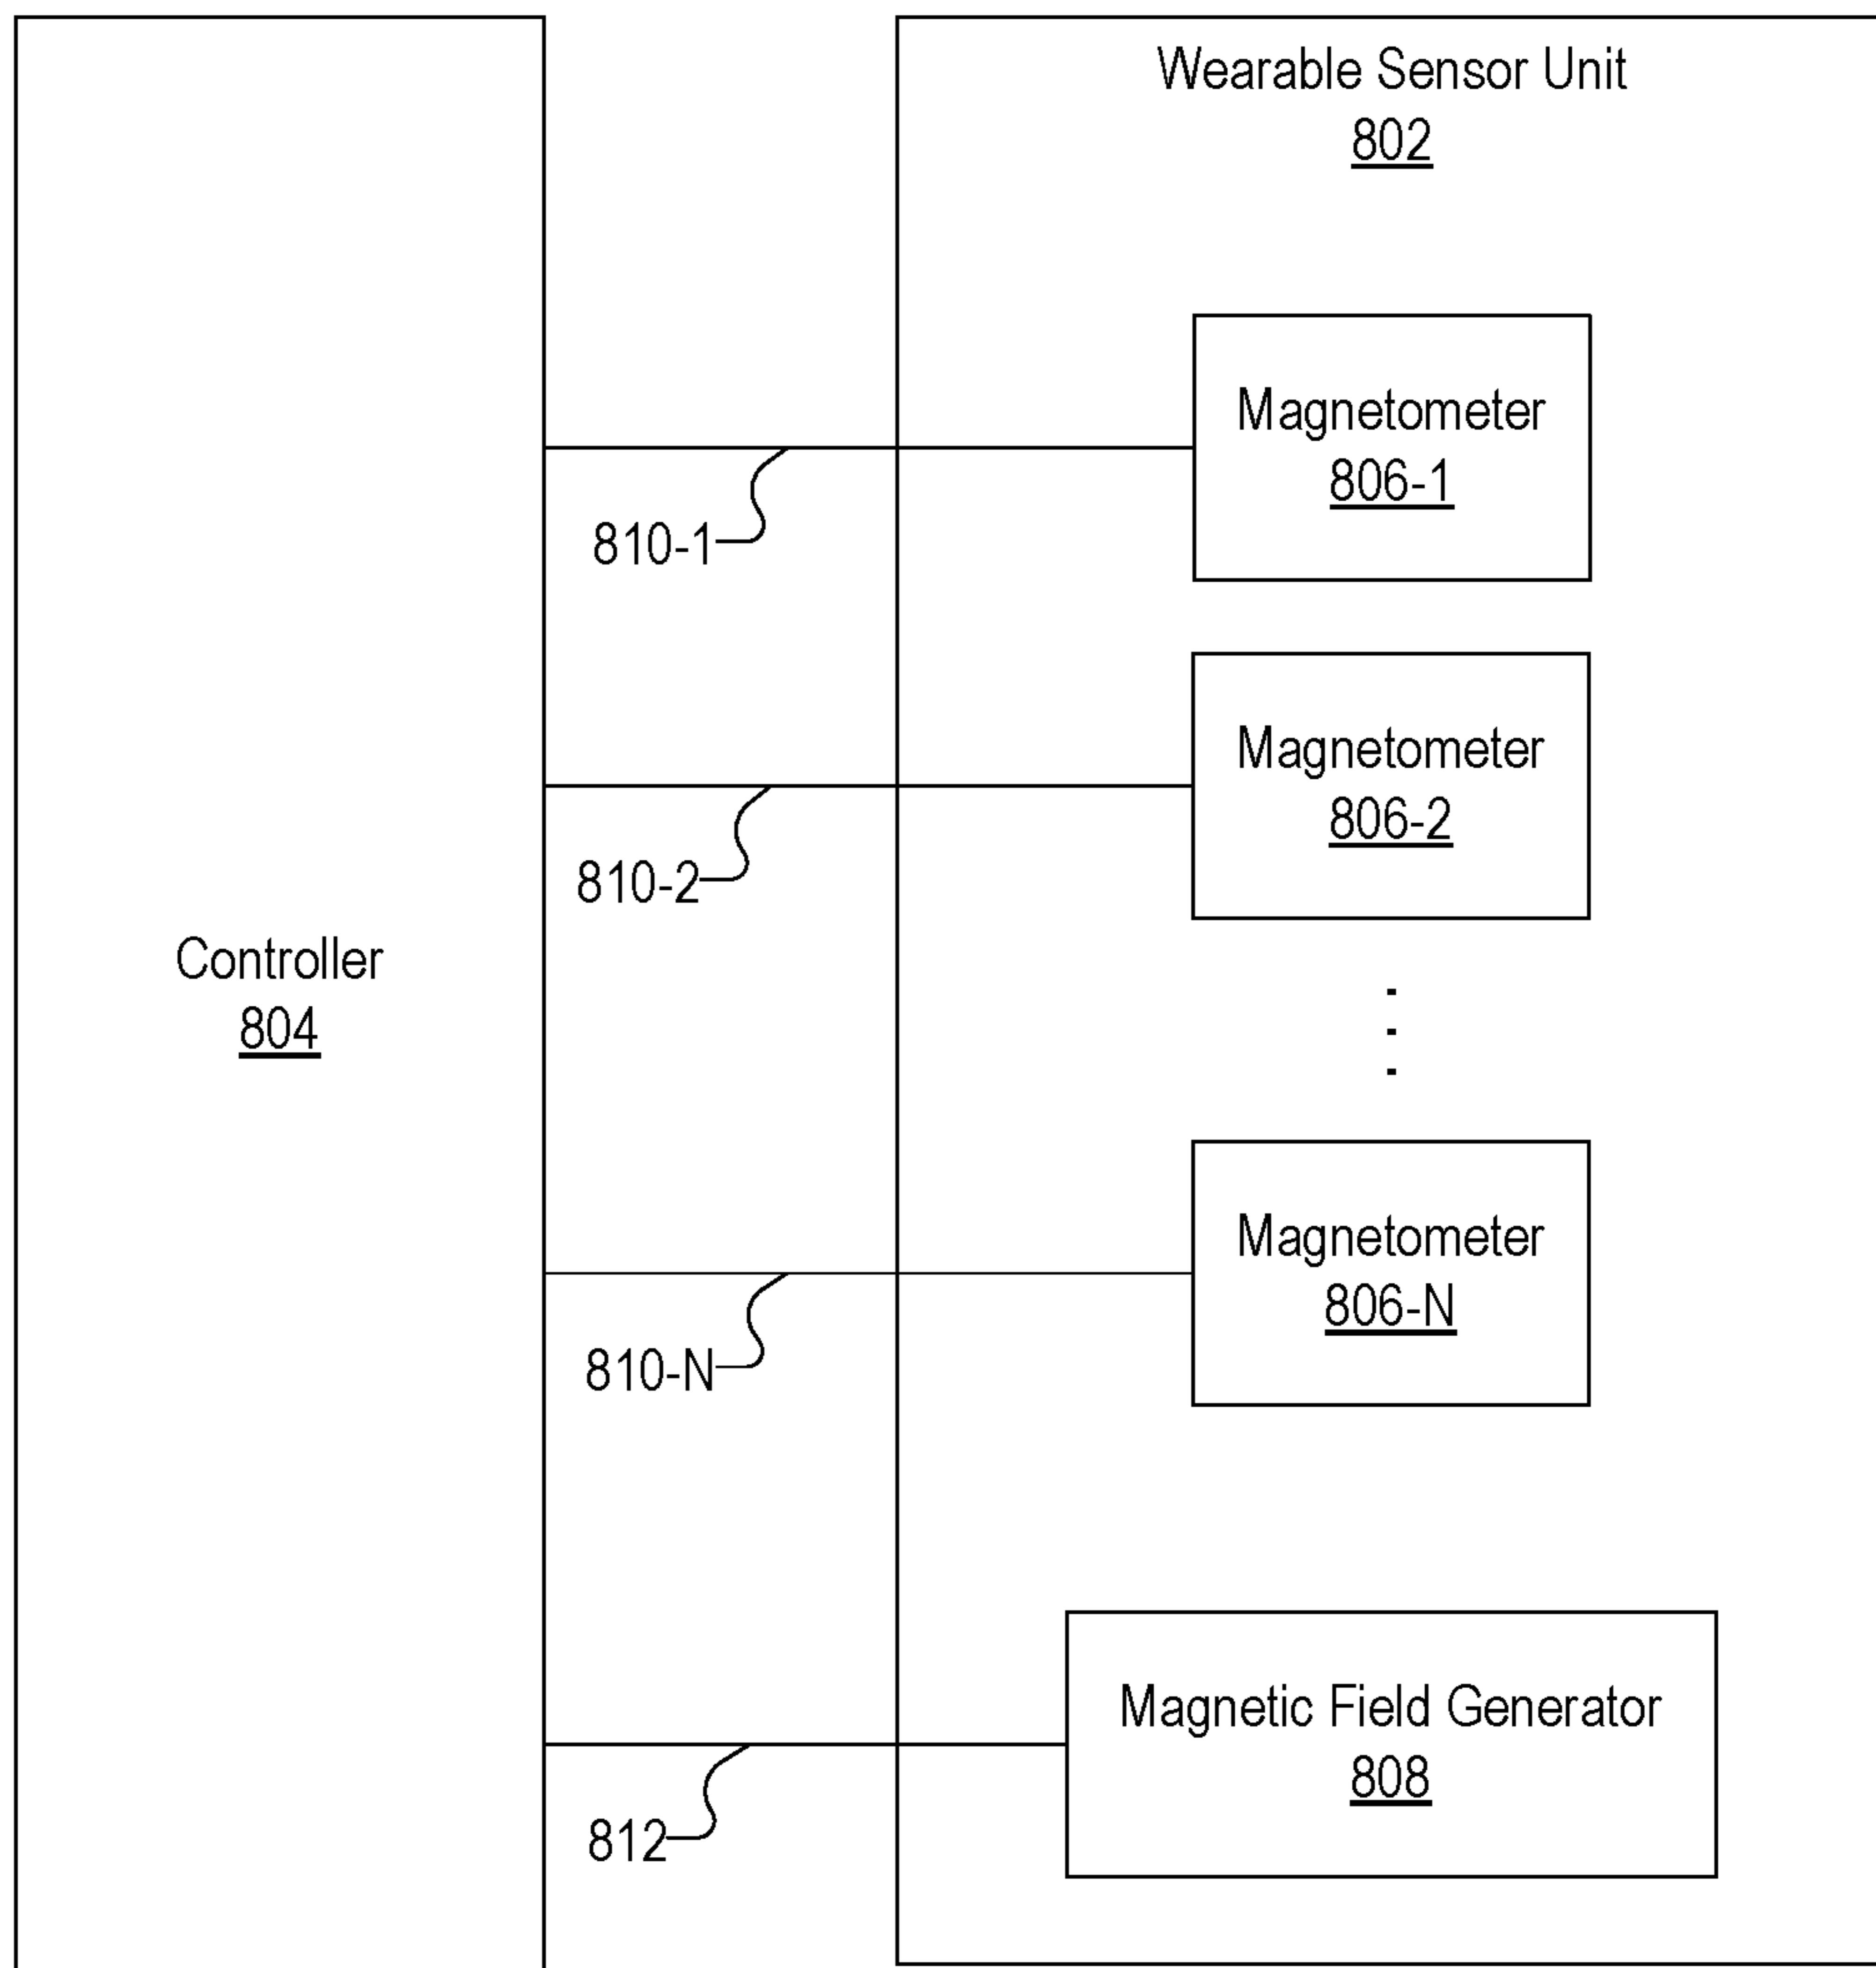 Wearable Sensor Unit
802
Magnetometer
806-1
810-1
Magnetometer
806-2
810-2
Controller
804
Magnetometer
806-N
810-N
Magnetic Field Generator
808
812